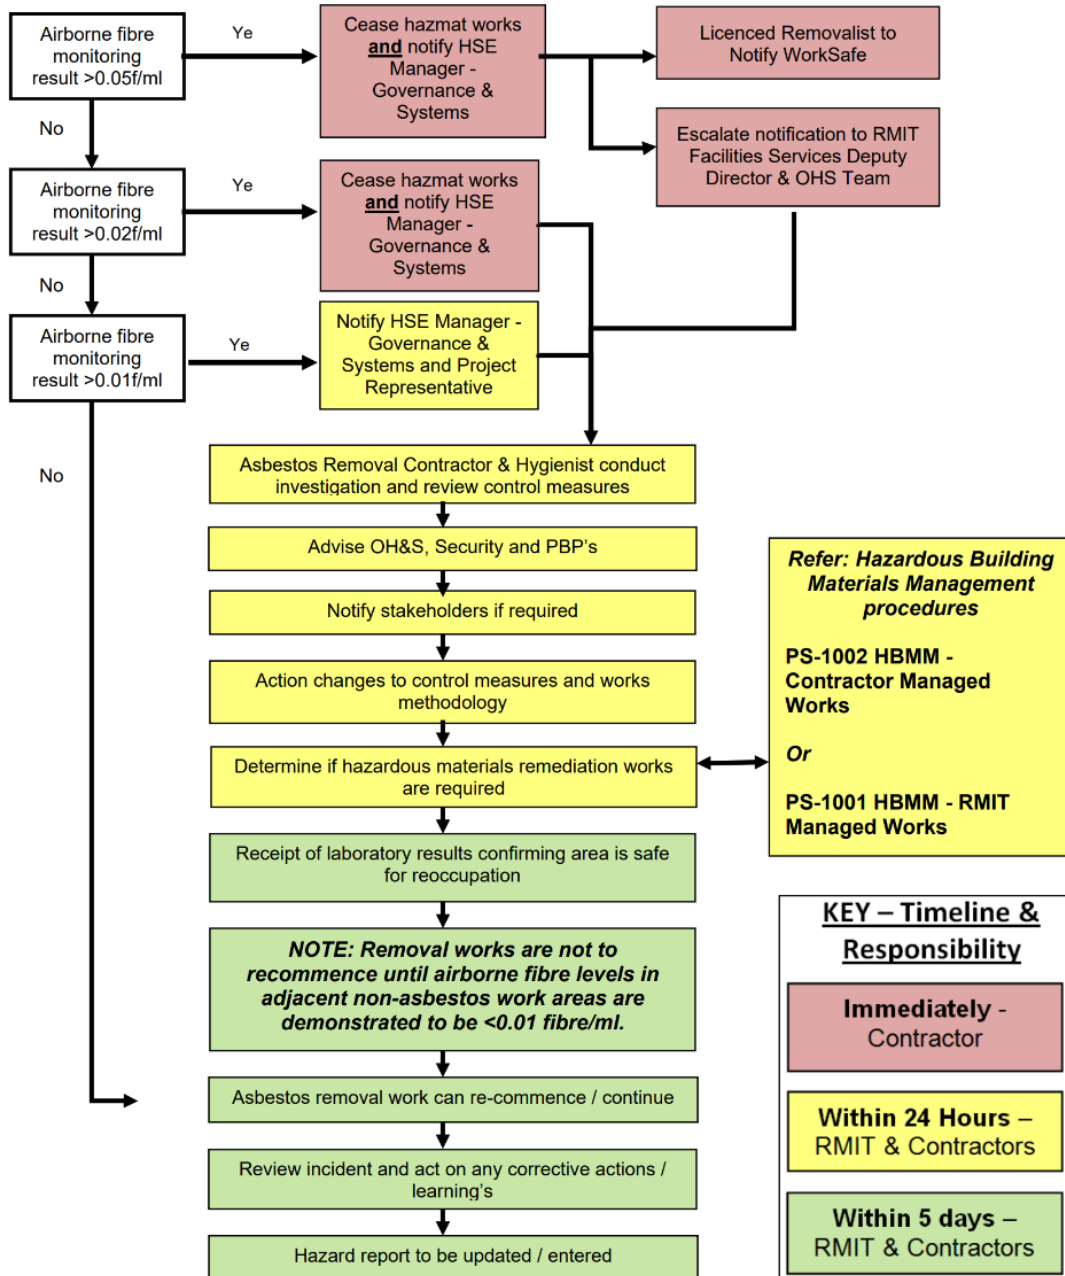 Airborne fibre
monitoring
result >0.05f/ml
Ye
Cease hazmat works
and notify HSE
Manager -
Governance &
Systems
Licenced Removalist to
Notify WorkSafe
No
Escalate notification to RMIT
Facilities Services Deputy
Director & OHS Team
Airborne fibre
monitoring
result >0.02f/ml
Ye
Cease hazmat works
and notify HSE
Manager -
Governance &
Systems
No
Airborne fibre
monitoring
result >0.01f/ml
Ye
Notify HSE Manager -
Governance &
Systems and Project
Representative
No
Asbestos Removal Contractor & Hygienist conduct
investigation and review control measures
Advise OH&S, Security and PBP's
Notify stakeholders if required
Action changes to control measures and works
methodology
Determine if hazardous materials remediation works
are required
Refer: Hazardous Building
Materials Management
procedures
PS-1002 HBMM -
Contractor Managed
Works
Or
PS-1001 HBMM - RMIT
Managed Works
Receipt of laboratory results confirming area is safe
for reoccupation
NOTE: Removal works are not to
recommence until airborne fibre levels in
adjacent non-asbestos work areas are
demonstrated to be <0.01 fibre/ml.
Asbestos removal work can re-commence / continue
Review incident and act on any corrective actions /
learning's
Hazard report to be updated / entered
KEY – Timeline &
Responsibility
Immediately -
Contractor
Within 24 Hours –
RMIT & Contractors
Within 5 days –
RMIT & Contractors